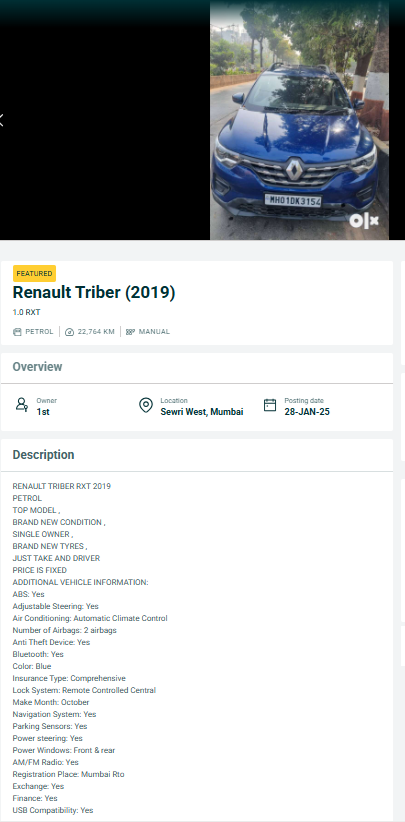 MH01DK3154
olx
FEATURED
Renault Triber (2019)
1.0 RXT
PETROL 22,764 KM MANUAL
Overview
Owner Location Posting date
1st Sewri West, Mumbai 28-JAN-25
Description
RENAULT TRIBER RXT 2019
PETROL
TOP MODEL ,
BRAND NEW CONDITION ,
SINGLE OWNER ,
BRAND NEW TYRES ,
JUST TAKE AND DRIVER
PRICE IS FIXED
ADDITIONAL VEHICLE INFORMATION:
ABS: Yes
Adjustable Steering: Yes
Air Conditioning: Automatic Climate Control
Number of Airbags: 2 airbags
Anti Theft Device: Yes
Bluetooth: Yes
Color: Blue
Insurance Type: Comprehensive
Lock System: Remote Controlled Central
Make Month: October
Navigation System: Yes
Parking Sensors: Yes
Power steering: Yes
Power Windows: Front & rear
AM/FM Radio: Yes
Registration Place: Mumbai Rto
Exchange: Yes
Finance: Yes
USB Compatibility: Yes